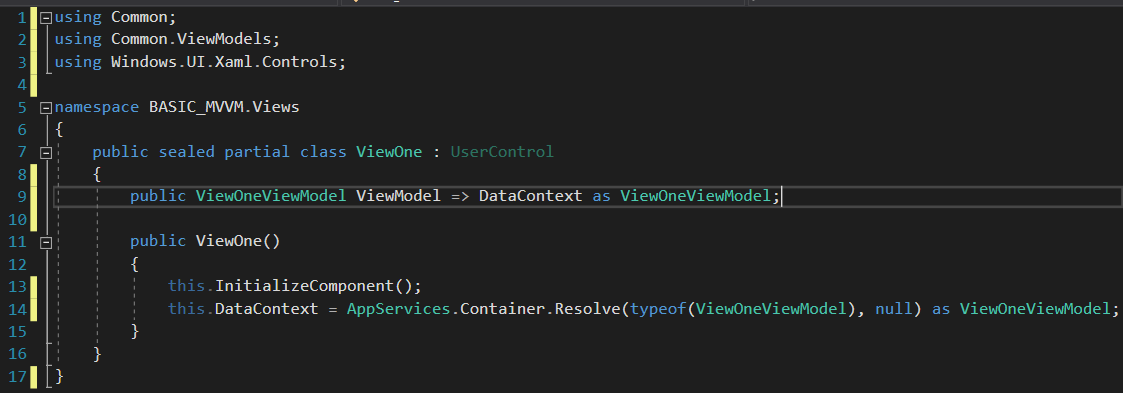 1 using Common;
2 using Common.ViewModels;
3 using Windows.UI.Xaml.Controls;
4
5 namespace BASIC_MVVM.Views
6 {
7 public sealed partial class ViewOne : UserControl
8 {
9 public ViewOneViewModel ViewModel => DataContext as ViewOneViewModel;
10
11 public ViewOne()
12 {
13 this.InitializeComponent();
14 this.DataContext = AppServices.Container.Resolve(typeof(ViewOneViewModel), null) as ViewOneViewModel;
15 }
16 }
17 }